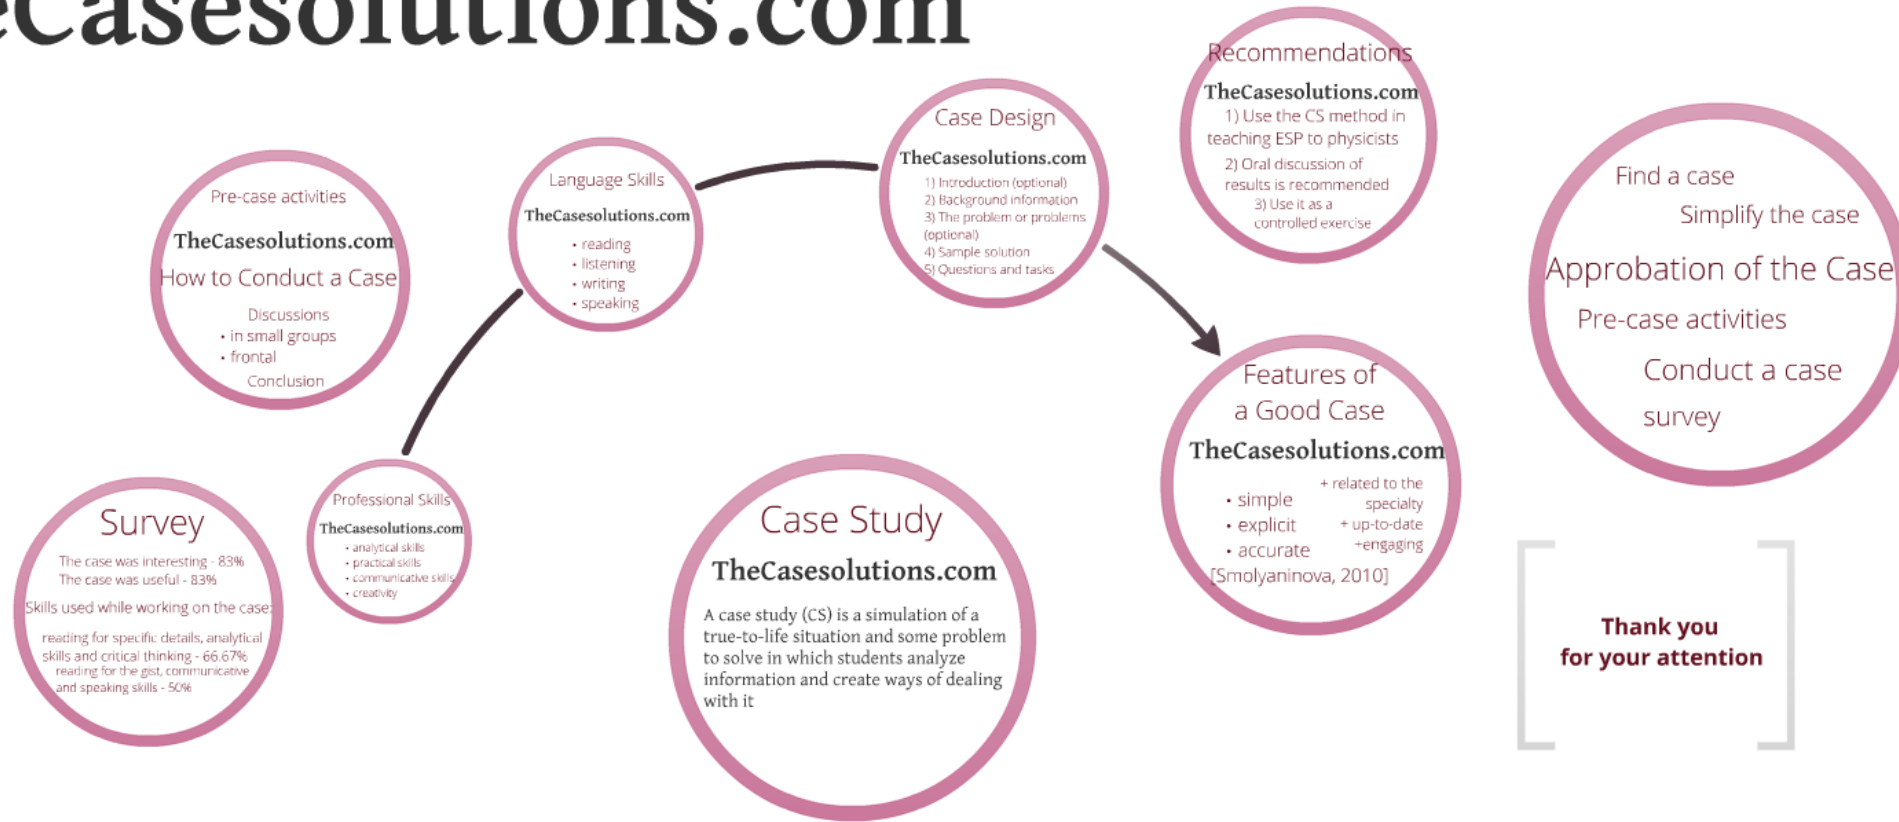 eCasesolutions.com
Pre-case activities
TheCasesolutions.com
How to Conduct a Case
Discussions
• in small groups
• frontal
Conclusion
Survey
The case was interesting - 83%
The case was useful - 83%
Skills used while working on the case:
reading for specific details, analytical
skills and critical thinking - 66.67%
reading for the gist, communicative
and speaking skills - 50%
Professional Skills
TheCasesolutions.com
• analytical skills
• practical skills
• communicative skills
• creativity
Language Skills
TheCasesolutions.com
• reading
• listening
• writing
• speaking
Case Design
TheCasesolutions.com
1) Introduction (optional)
2) Background information
3) The problem or problems
(optional)
4) Sample solution
5) Questions and tasks
Case Study
TheCasesolutions.com
A case study (CS) is a simulation of a
true-to-life situation and some problem
to solve in which students analyze
information and create ways of dealing
with it
Recommendations
TheCasesolutions.com
1) Use the CS method in
teaching ESP to physicists
2) Oral discussion of
results is recommended
3) Use it as a
controlled exercise
Features of
a Good Case
TheCasesolutions.com
• simple
• explicit
• accurate
+ related to the
specialty
+ up-to-date
+engaging
[Smolyaninova, 2010]
Find a case
Simplify the case
Approbation of the Case
Pre-case activities
Conduct a case
survey
Thank you
for your attention